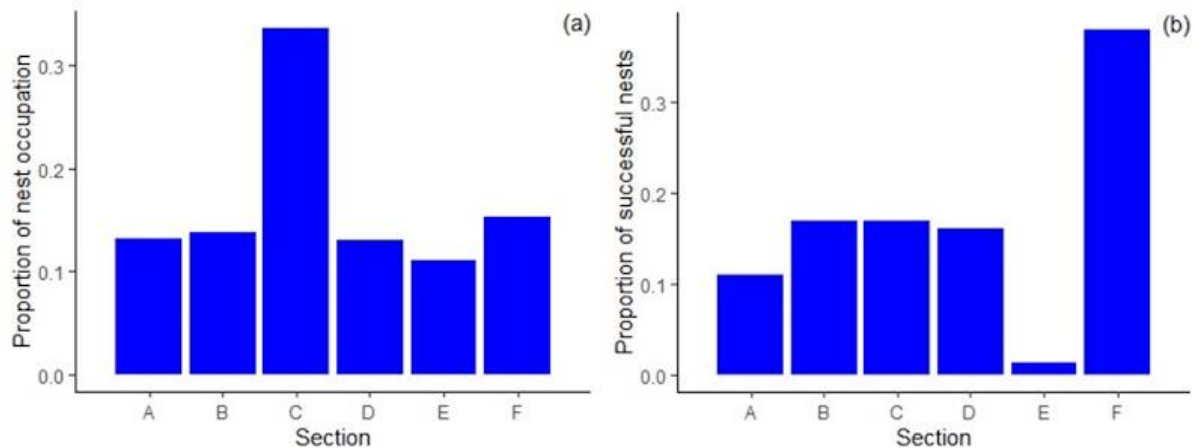 (a)
Proportion of nest occupation
0.3
0.2
0.1
0.0
A B C D E F
Section
(b)
Proportion of successful nests
0.3
0.2
0.1
0.0
A B C D E F
Section